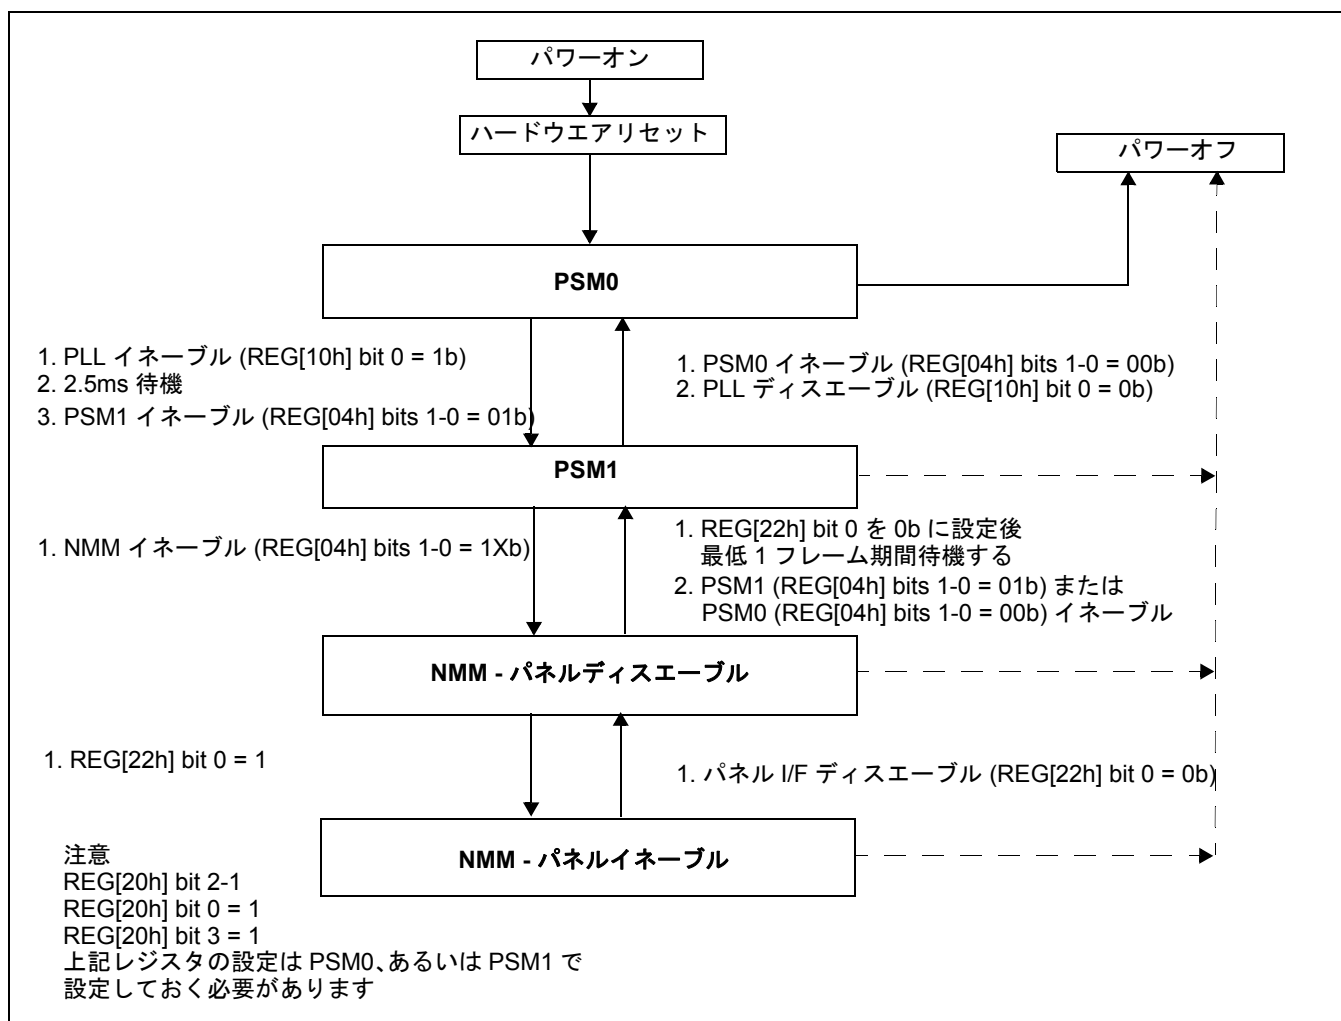 パワーオン
ハードウエアリセット
パワーオフ
PSM0
1. PLL イネーブル (REG[10h] bit 0 = 1b)
2. 2.5ms 待機
3. PSM1 イネーブル (REG[04h] bits 1-0 = 01b)
1. PSM0 イネーブル (REG[04h] bits 1-0 = 00b)
2. PLL ディスエーブル (REG[10h] bit 0 = 0b)
PSM1
1. NMM イネーブル (REG[04h] bits 1-0 = 1Xb)
1. REG[22h] bit 0 を 0b に設定後
最低 1 フレーム期間待機する
2. PSM1 (REG[04h] bits 1-0 = 01b) または
PSM0 (REG[04h] bits 1-0 = 00b) イネーブル
NMM - パネルディスエーブル
1. REG[22h] bit 0 = 1
1. パネル I/F ディスエーブル (REG[22h] bit 0 = 0b)
NMM - パネルイネーブル
注意
REG[20h] bit 2-1
REG[20h] bit 0 = 1
REG[20h] bit 3 = 1
上記レジスタの設定は PSM0、あるいは PSM1 で
設定しておく必要があります